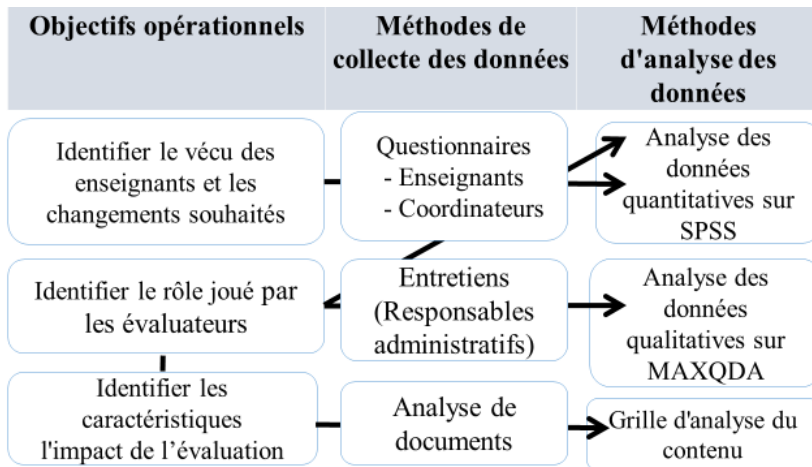 Objectifs opérationnels
Méthodes de
collecte des données
Méthodes
d'analyse des
données
Identifier le vécu des
enseignants et les
changements souhaités
Questionnaires
- Enseignants
- Coordinateurs
Analyse des
données
quantitatives sur
SPSS
Identifier le rôle joué par
les évaluateurs
Entretiens
(Responsables
administratifs)
Analyse des
données
qualitatives sur
MAXQDA
Identifier les
caractéristiques
l'impact de l’évaluation
Analyse de
documents
Grille d'analyse du
contenu